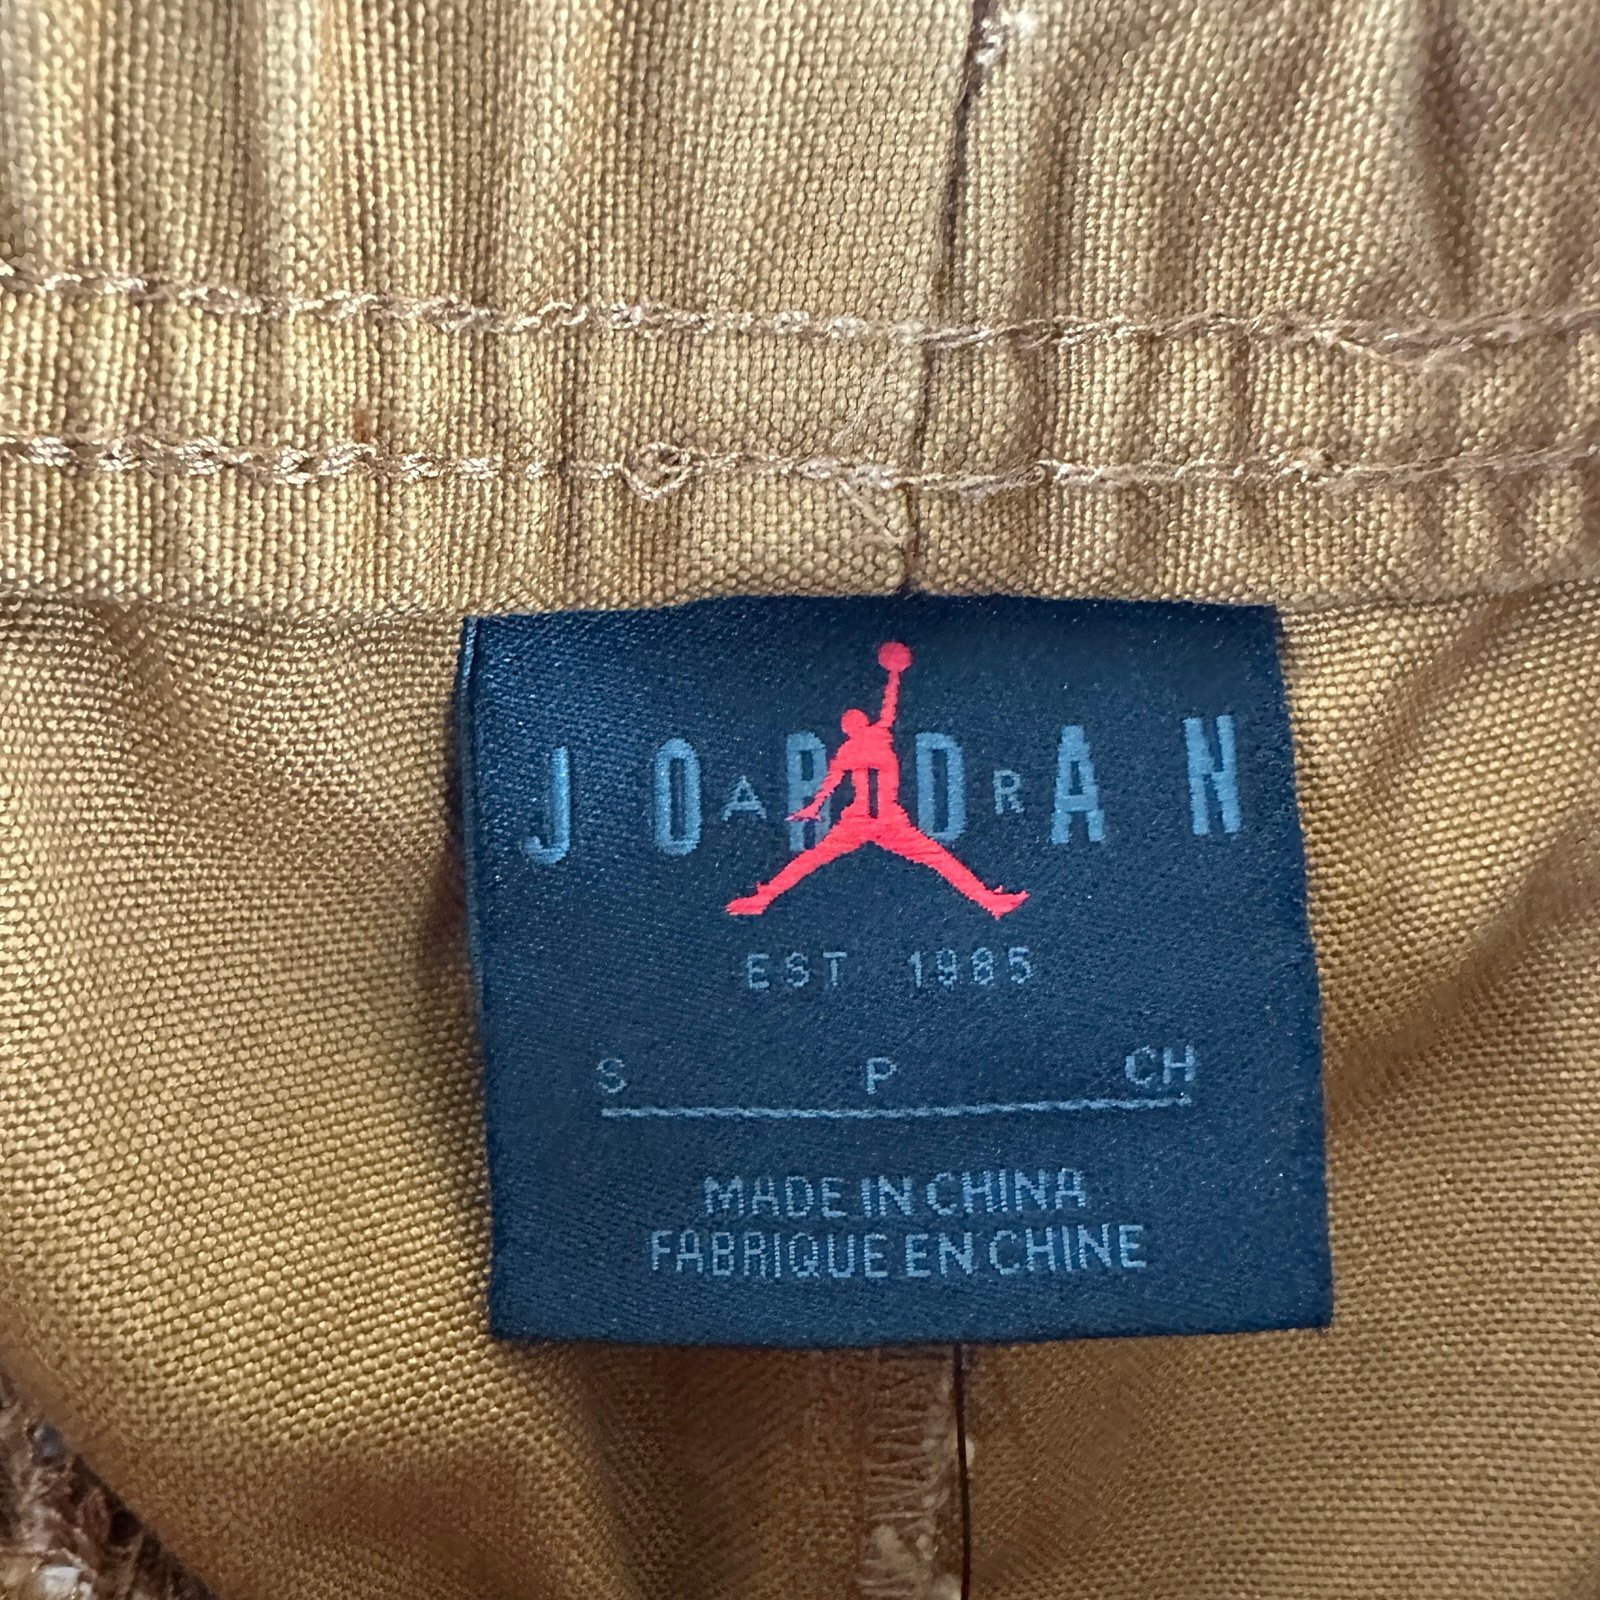 JORDAN
AIR
EST 1985
S P CH
MADE IN CHINA
FABRIQUE EN CHINE